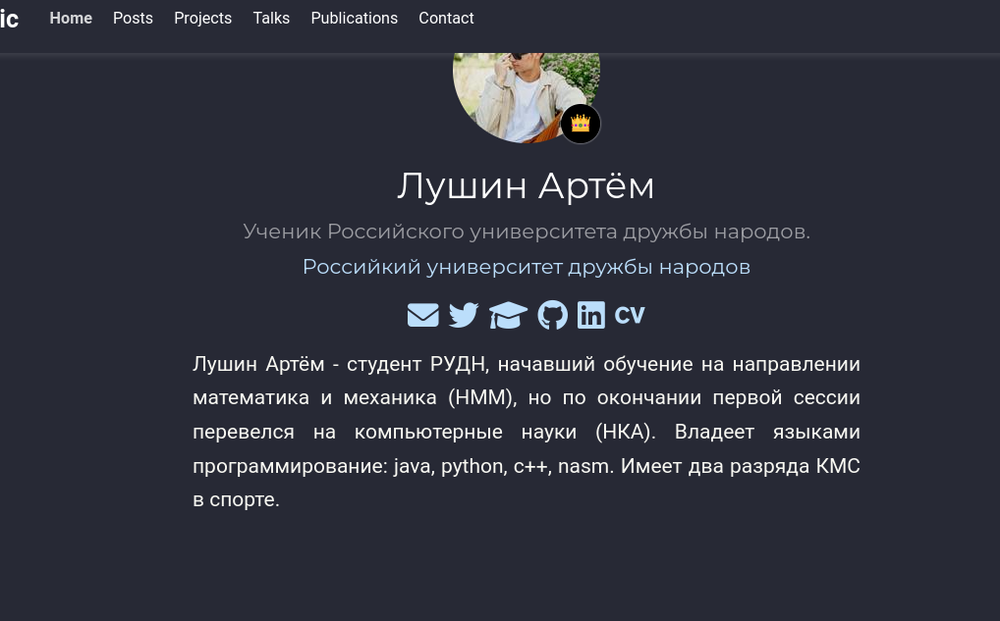 ic Home Posts Projects Talks Publications Contact
Лушин Артём
Ученик Российского университета дружбы народов.
Российкий университет дружбы народов
CV
Лушин Артём - студент РУДН, начавший обучение на направлении
математика и механика (НММ), но по окончании первой сессии
перевелся на компьютерные науки (НКА). Владеет языками
программирование: java, python, c++, nasm. Имеет два разряда КМС
в спорте.